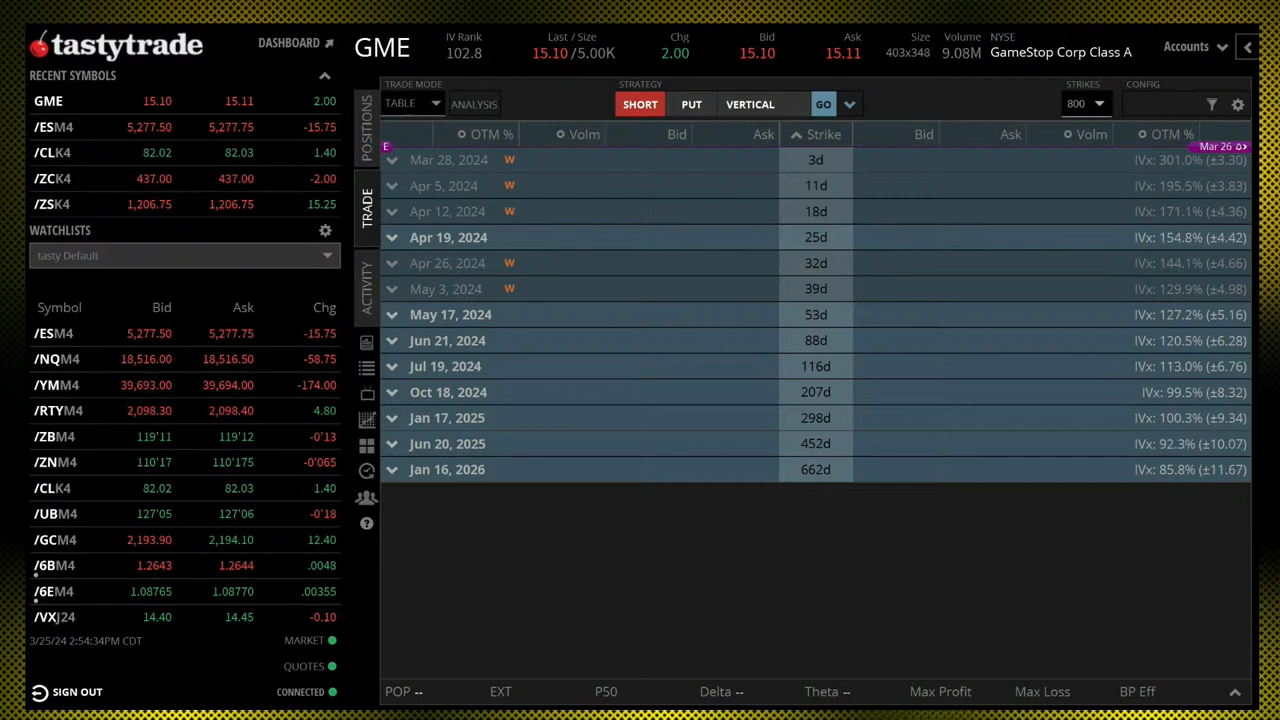 tastytrade
DASHBOARD
RECENT SYMBOLS
GME 15.10 15.11 2.00
/ESM4 5,277.50 5,277.75 -15.75
/CLK4 82.02 82.03 1.40
/ZCK4 437.00 437.00 -2.00
/ZSK4 1,206.75 1,206.75 15.25
WATCHLISTS
tasty Default
Symbol Bid Ask Chg
/ESM4 5,277.50 5,277.75 -15.75
/NQM4 18,516.00 18,516.50 -58.75
/YMM4 39,693.00 39,694.00 -174.00
/RTYM4 2,098.30 2,098.40 4.80
/ZBM4 119'11 119'12 -0'13
/ZNM4 110'17 110'175 -0'065
/CLK4 82.02 82.03 1.40
/UBM4 127'05 127'06 -0'18
/GCM4 2,193.90 2,194.10 12.40
/6BM4 1.2643 1.2644 .0048
/6EM4 1.08765 1.08770 .00355
/VXJ24 14.40 14.45 -0.10
3/25/24 2:54:34PM CDT MARKET
QUOTES
SIGN OUT CONNECTED
POSITIONS
TRADE
ACTIVITY
GME
IV Rank Last / Size Chg Bid Ask Size Volume NYSE
102.8 15.10 /5.00K 2.00 15.10 15.11 403x348 9.08M GameStop Corp Class A
Accounts
TRADE MODE STRATEGY STRIKES CONFIG
TABLE ANALYSIS SHORT PUT VERTICAL GO 800
OTM % Volm Bid Ask Strike Bid Ask Volm OTM %
E Mar 26
Mar 28, 2024 W 3d IVx: 301.0% (±3.30)
Apr 5, 2024 W 11d IVx: 195.5% (±3.83)
Apr 12, 2024 W 18d IVx: 171.1% (±4.36)
Apr 19, 2024 25d IVx: 154.8% (±4.42)
Apr 26, 2024 W 32d IVx: 144.1% (±4.66)
May 3, 2024 W 39d IVx: 129.9% (±4.98)
May 17, 2024 53d IVx: 127.2% (±5.16)
Jun 21, 2024 88d IVx: 120.5% (±6.28)
Jul 19, 2024 116d IVx: 113.0% (±6.76)
Oct 18, 2024 207d IVx: 99.5% (±8.32)
Jan 17, 2025 298d IVx: 100.3% (±9.34)
Jun 20, 2025 452d IVx: 92.3% (±10.07)
Jan 16, 2026 662d IVx: 85.8% (±11.67)
POP -- EXT P50 Delta -- Theta -- Max Profit Max Loss BP Eff